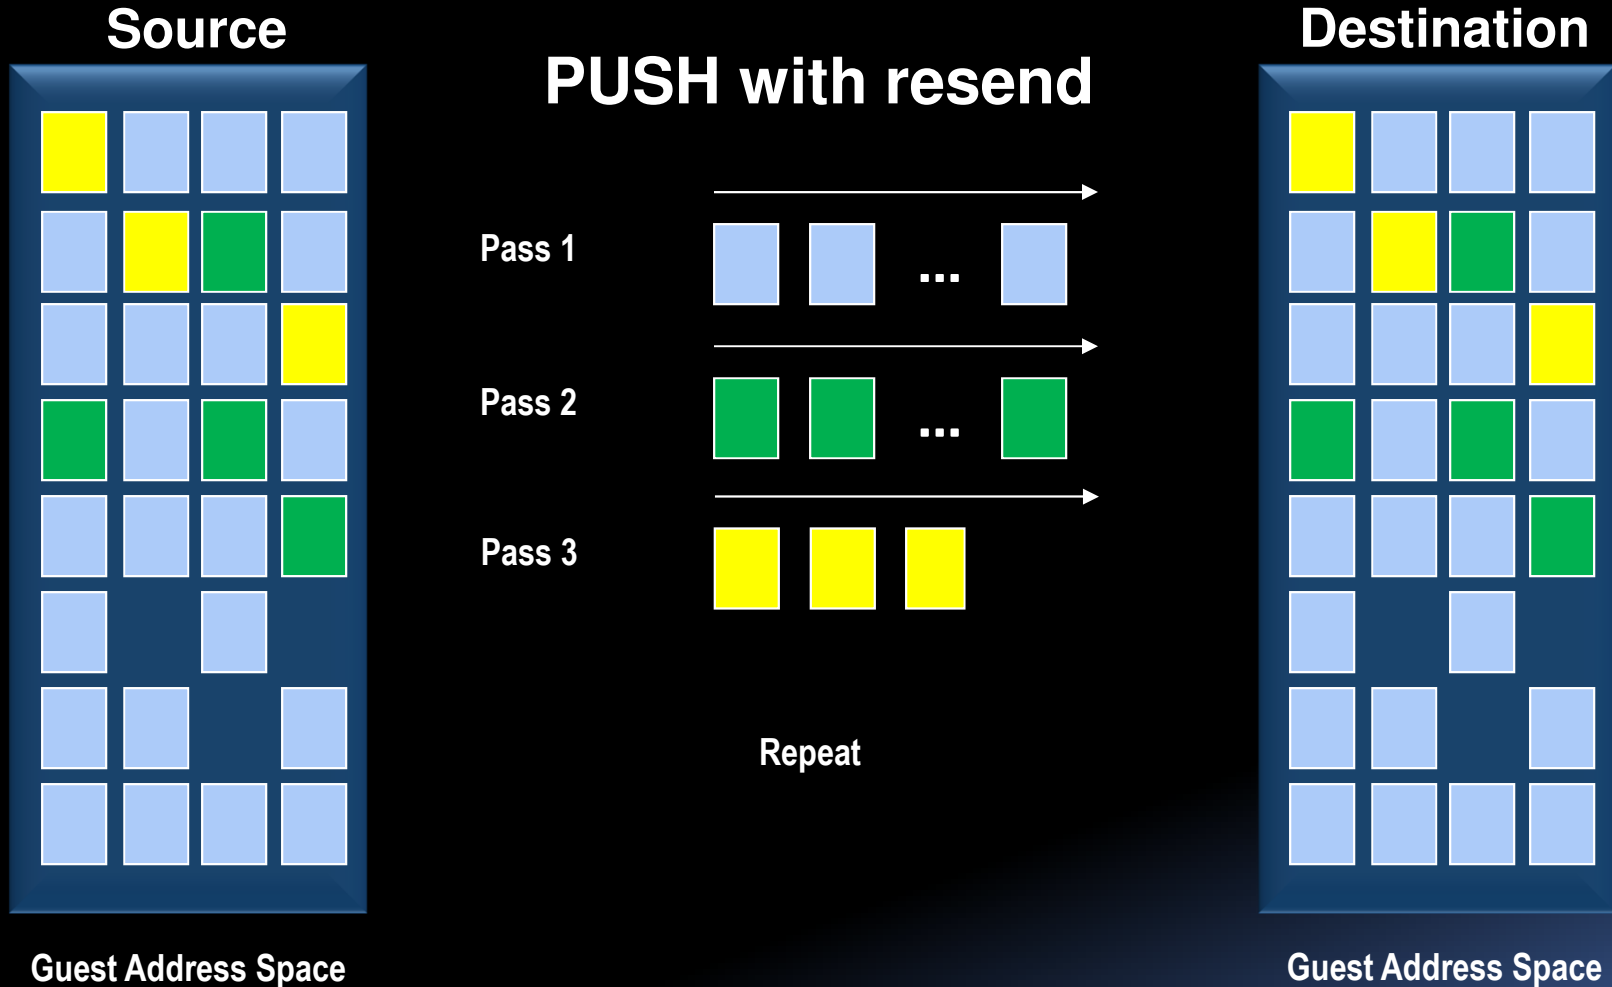 Source
Destination
PUSH with resend
Pass 1
...
Pass 2
...
Pass 3
Repeat
Guest Address Space
Guest Address Space